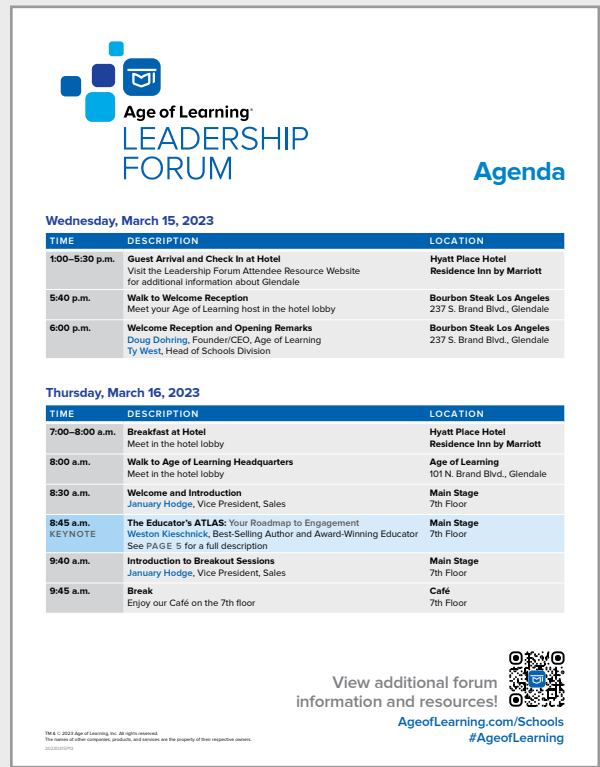 Age of Learning®
LEADERSHIP
FORUM
Agenda
Wednesday, March 15, 2023
TIME DESCRIPTION LOCATION
1:00–5:30 p.m. Guest Arrival and Check In at Hotel Hyatt Place Hotel
Visit the Leadership Forum Attendee Resource Website Residence Inn by Marriott
for additional information about Glendale
5:40 p.m. Walk to Welcome Reception Bourbon Steak Los Angeles
Meet your Age of Learning host in the hotel lobby 237 S. Brand Blvd., Glendale
6:00 p.m. Welcome Reception and Opening Remarks Bourbon Steak Los Angeles
Doug Dohring, Founder/CEO, Age of Learning 237 S. Brand Blvd., Glendale
Ty West, Head of Schools Division
Thursday, March 16, 2023
TIME DESCRIPTION LOCATION
7:00–8:00 a.m. Breakfast at Hotel Hyatt Place Hotel
Meet in the hotel lobby Residence Inn by Marriott
8:00 a.m. Walk to Age of Learning Headquarters Age of Learning
Meet in the hotel lobby 101 N. Brand Blvd., Glendale
8:30 a.m. Welcome and Introduction Main Stage
January Hodge, Vice President, Sales 7th Floor
8:45 a.m. The Educator's ATLAS: Your Roadmap to Engagement Main Stage
KEYNOTE Weston Kieschnick, Best-Selling Author and Award-Winning Educator 7th Floor
See PAGE 5 for a full description
9:40 a.m. Introduction to Breakout Sessions Main Stage
January Hodge, Vice President, Sales 7th Floor
9:45 a.m. Break Café
Enjoy our Café on the 7th floor 7th Floor
View additional forum
information and resources!
AgeofLearning.com/Schools
#AgeofLearning
TM & © 2023 Age of Learning, Inc. All rights reserved.
The names of other companies, products, and services are the property of their respective owners.